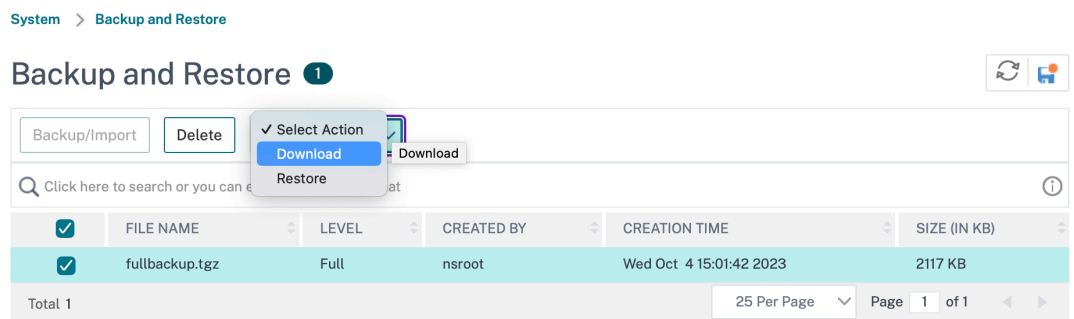 System > Backup and Restore
Backup and Restore 1
Backup/Import Delete
✓ Select Action
Download
Restore
Download
Click here to search or you can e
at
FILE NAME LEVEL CREATED BY CREATION TIME SIZE (IN KB)
fullbackup.tgz Full nsroot Wed Oct 4 15:01:42 2023 2117 KB
Total 1 25 Per Page Page 1 of 1